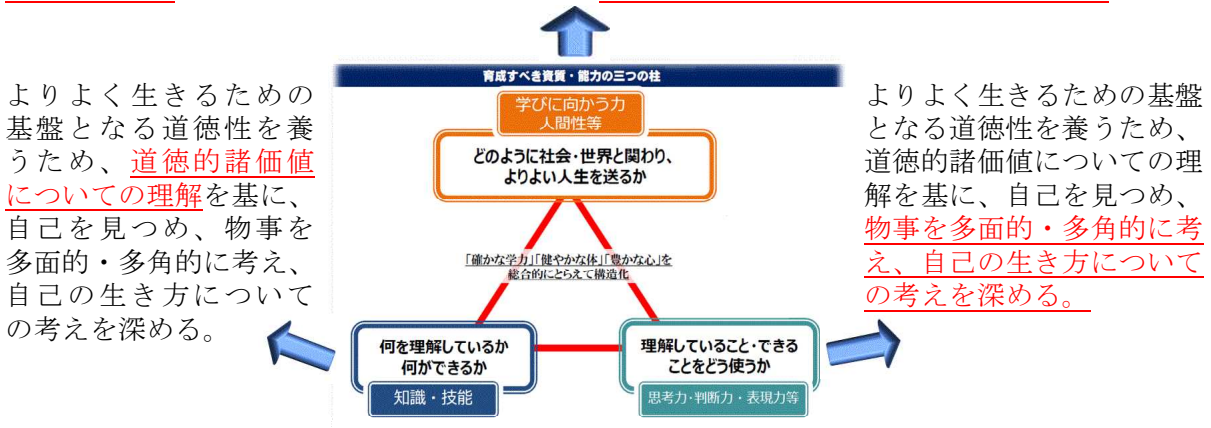 育成すべき資質・能力の三つの柱
学びに向かう力
人間性等
どのように社会・世界と関わり、
よりよい人生を送るか
「確かな学力」「健やかな体」「豊かな心」を
総合的にとらえて構造化
何を理解しているか
何ができるか
知識・技能
理解していること・できる
ことをどう使うか
思考力・判断力・表現力等
よりよく生きるための
基盤となる道徳性を養
うため、道徳的諸価値
についての理解を基に、
自己を見つめ、物事を
多面的・多角的に考え、
自己の生き方について
の考えを深める。
よりよく生きるための基盤
となる道徳性を養うため、
道徳的諸価値についての理
解を基に、自己を見つめ、
物事を多面的・多角的に考
え、自己の生き方について
の考えを深める。